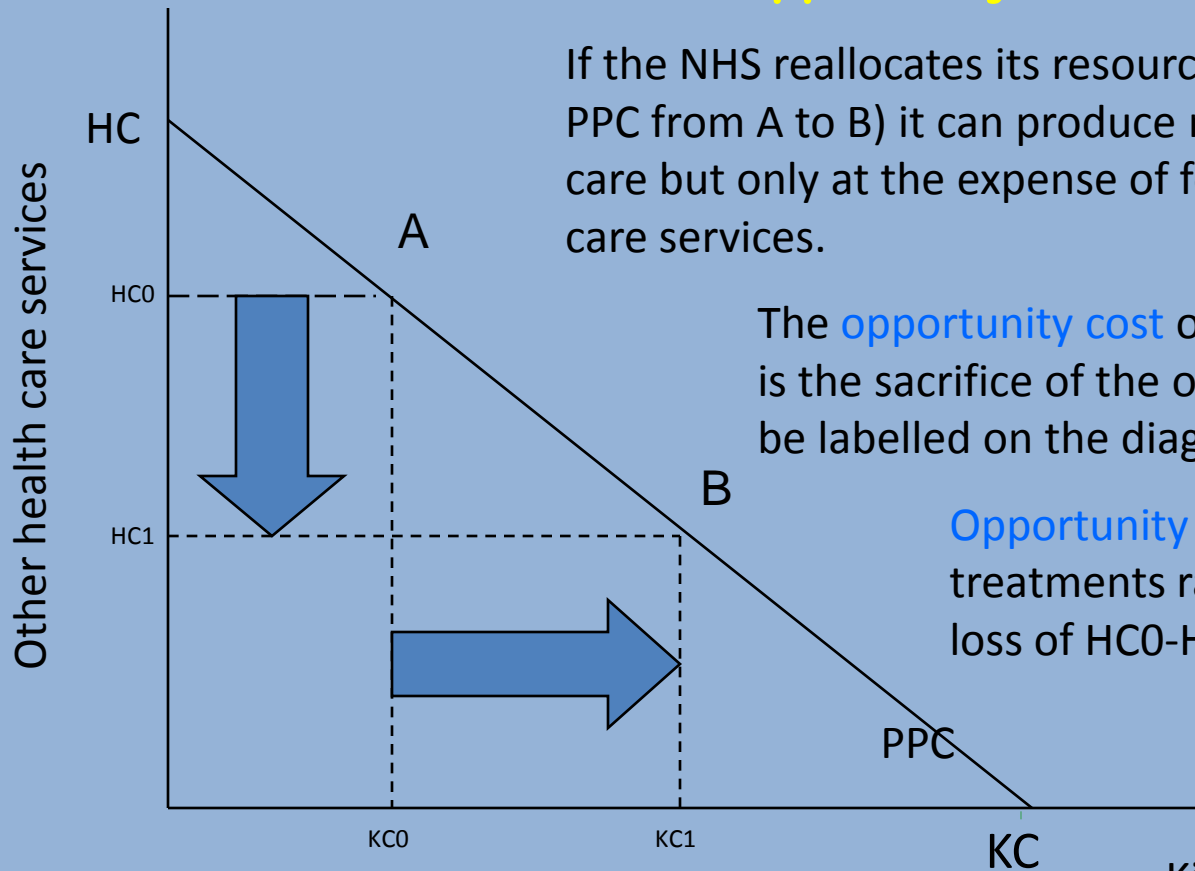 If the NHS reallocates its resourc
PPC from A to B) it can produce
care but only at the expense of f
care services.
The opportunity cost o
is the sacrifice of the o
be labelled on the diag
Opportunity
treatments ra
loss of HC0-H
Other health care services
HC
A
HC0
B
HC1
PPC
KC0
KC1
KC